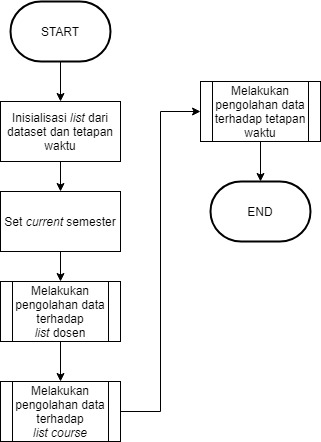 START
Inisialisasi list dari
dataset dan tetapan
waktu
Set current semester
Melakukan
pengolahan data
terhadap
list dosen
Melakukan
pengolahan data
terhadap
list course
Melakukan
pengolahan data
terhadap tetapan
waktu
END